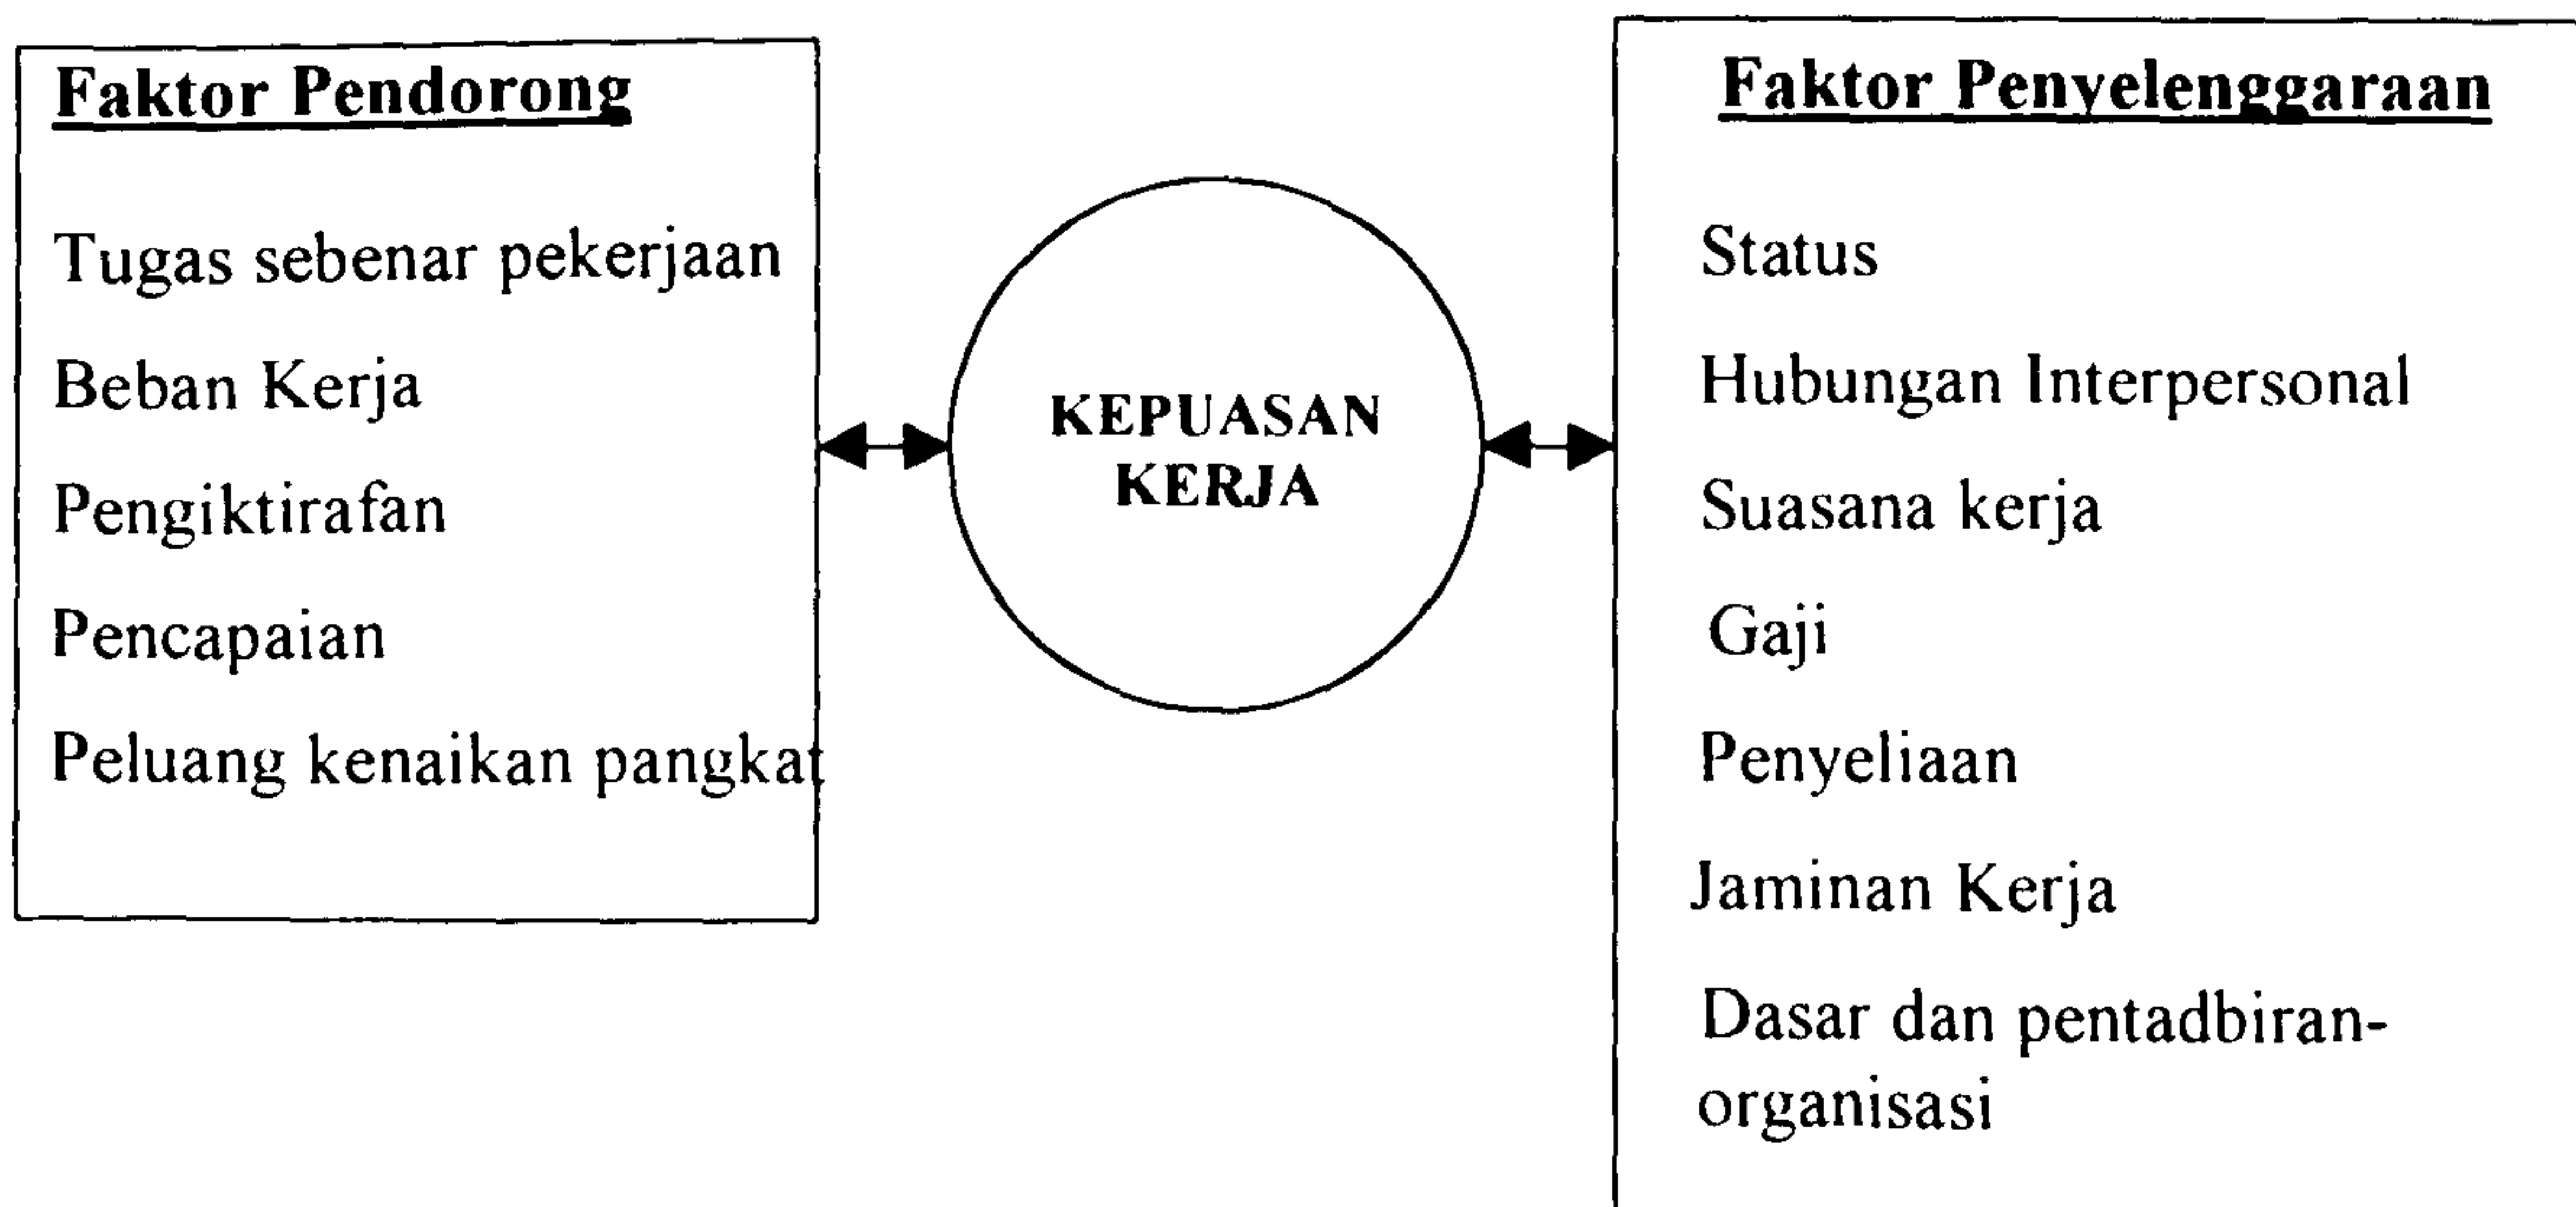 Faktor Pendorong
Tugas sebenar pekerjaan
Beban Kerja
Pengiktirafan
Pencapaian
Peluang kenaikan pangkat
KEPUASAN
KERJA
Faktor Penyelenggaraan
Status
Hubungan Interpersonal
Suasana kerja
Gaji
Penyeliaan
Jaminan Kerja
Dasar dan pentadbiran-
organisasi